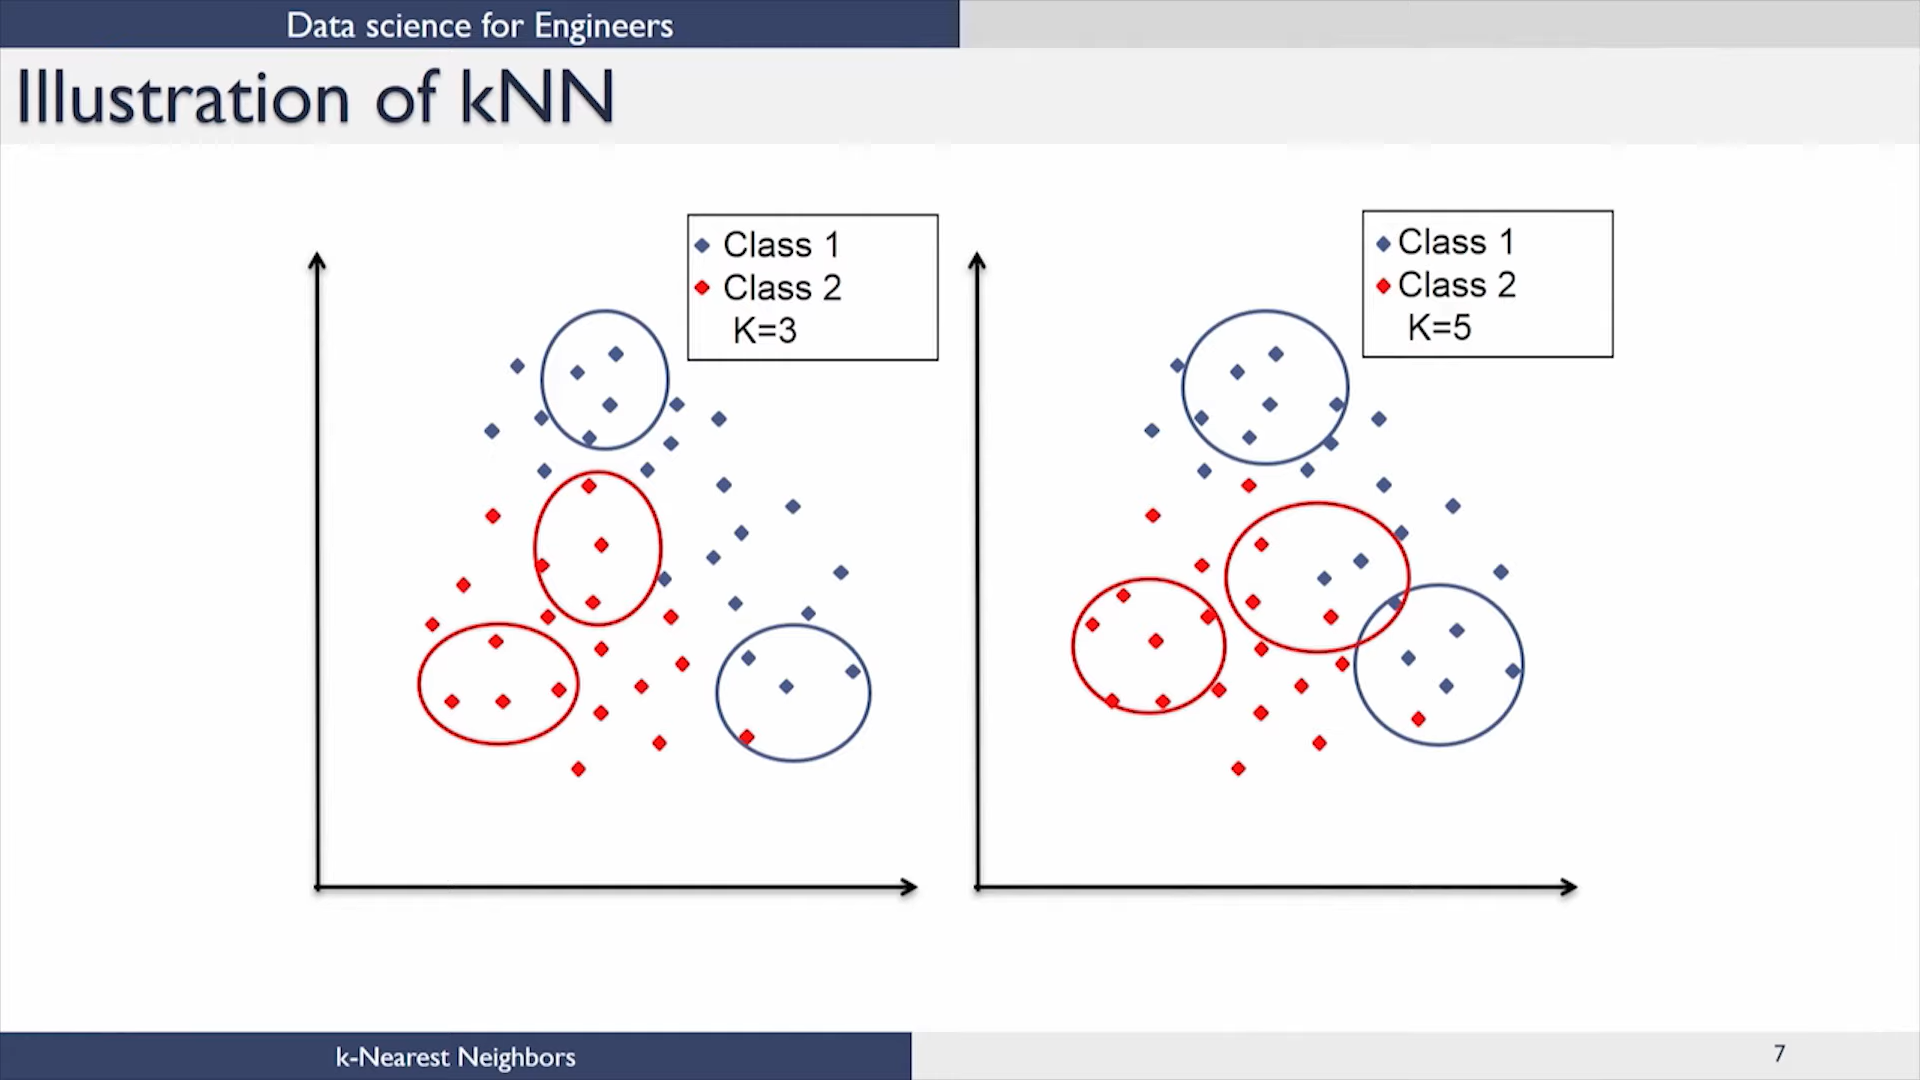 Data science for Engineers
Illustration of kNN
Class 1
Class 2
K=3
Class 1
Class 2
K=5
k-Nearest Neighbors
7